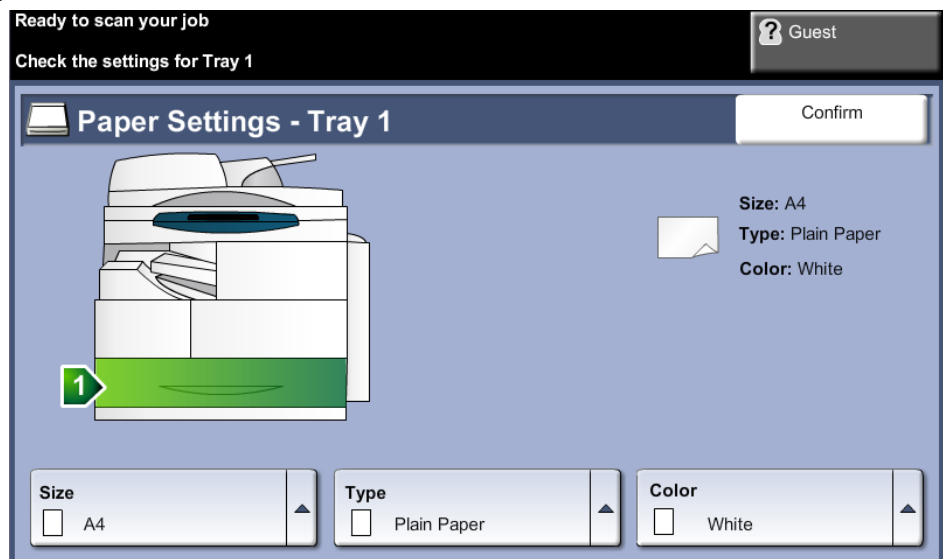 Ready to scan your job
Guest
Check the settings for Tray 1
Paper Settings - Tray 1
Confirm
Size: A4
Type: Plain Paper
Color: White
1
Size
A4
Type
Plain Paper
Color
White